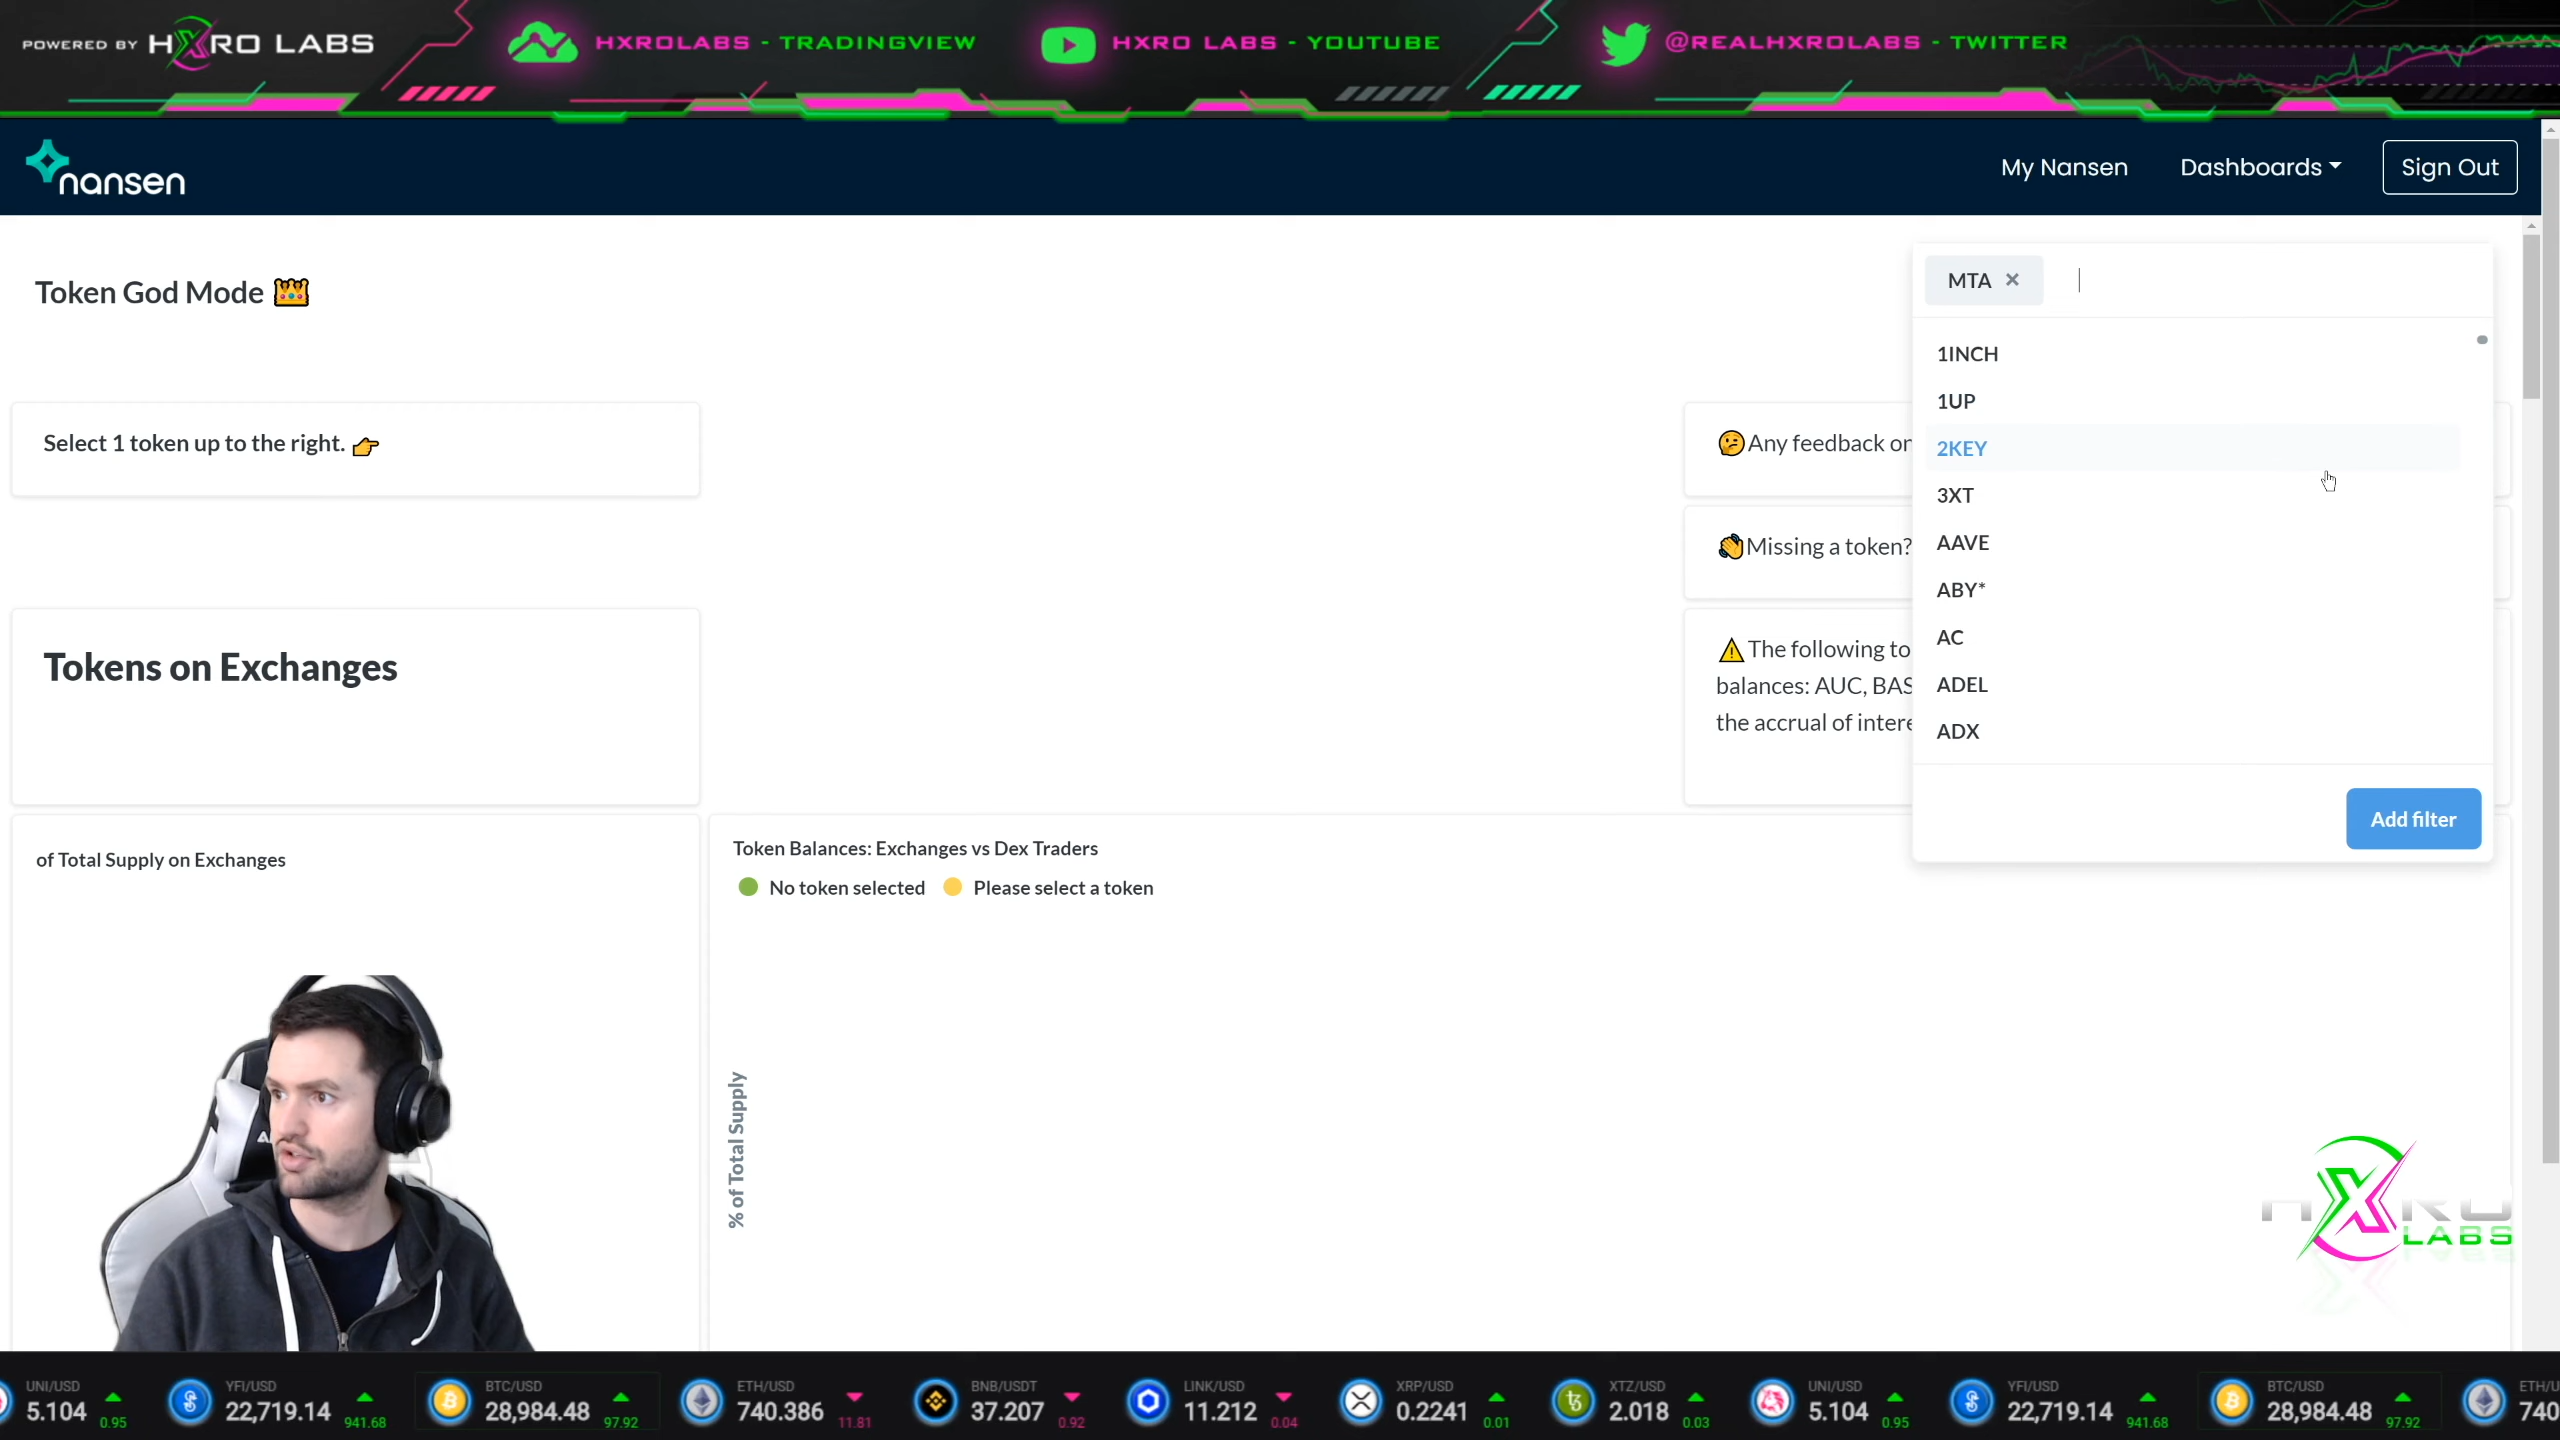 POWERED BY HXRO LABS
HXROLABS - TRADINGVIEW
HXRO LABS - YOUTUBE
@REALHXROLABS - TWITTER
nansen
My Nansen
Dashboards
Sign Out
Token God Mode
MTA
1INCH
1UP
2KEY
3XT
AAVE
ABY*
AC
ADEL
ADX
Add filter
Select 1 token up to the right.
Any feedback on
Missing a token?
The following to
balances: AUC, BAS
the accrual of intere
Tokens on Exchanges
of Total Supply on Exchanges
Token Balances: Exchanges vs Dex Traders
No token selected
Please select a token
% of Total Supply
HXRO
LABS
UNI/USD
5.104 0.95
YFI/USD
22,719.14 941.68
BTC/USD
28,984.48 97.92
ETH/USD
740.386 11.81
BNB/USDT
37.207 0.92
LINK/USD
11.212 0.04
XRP/USD
0.2241 0.01
XTZ/USD
2.018 0.03
UNI/USD
5.104 0.95
YFI/USD
22,719.14 941.68
BTC/USD
28,984.48 97.92
ETH/U
740